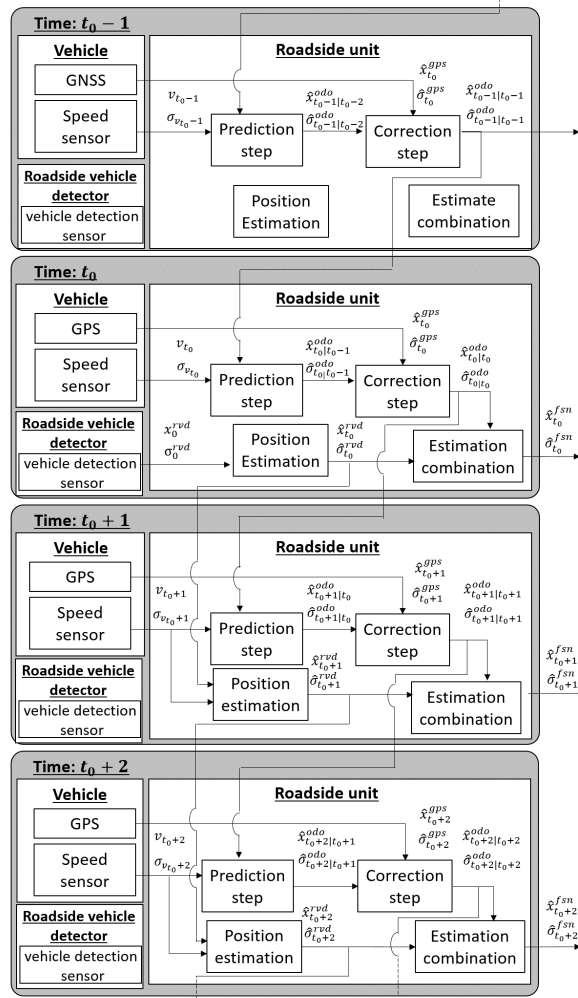 Time: t₀ − 1
Vehicle
GNSS
Speed
sensor
Roadside vehicle
detector
vehicle detection
sensor
Roadside unit
v_{t₀−1}
σ_{v_{t₀−1}}
Prediction
step
x̂^{odo}_{t₀−1|t₀−2}
σ̂^{odo}_{t₀−1|t₀−2}
x̂^{gps}_{t₀}
σ̂^{gps}_{t₀}
Correction
step
x̂^{odo}_{t₀−1|t₀−1}
σ̂^{odo}_{t₀−1|t₀−1}
Position
Estimation
Estimate
combination
Time: t₀
Vehicle
GPS
Speed
sensor
Roadside vehicle
detector
vehicle detection
sensor
Roadside unit
v_{t₀}
σ_{v_{t₀}}
Prediction
step
x̂^{odo}_{t₀|t₀−1}
σ̂^{odo}_{t₀|t₀−1}
x̂^{gps}_{t₀}
σ̂^{gps}_{t₀}
Correction
step
x̂^{odo}_{t₀|t₀}
σ̂^{odo}_{t₀|t₀}
x^{rvd}_{0}
σ^{rvd}_{0}
Position
Estimation
x̂^{rvd}_{t₀}
σ̂^{rvd}_{t₀}
Estimation
combination
x̂^{fsn}_{t₀}
σ̂^{fsn}_{t₀}
Time: t₀ + 1
Vehicle
GPS
Speed
sensor
Roadside vehicle
detector
vehicle detection
sensor
Roadside unit
v_{t₀+1}
σ_{v_{t₀+1}}
Prediction
step
x̂^{odo}_{t₀+1|t₀}
σ̂^{odo}_{t₀+1|t₀}
x̂^{gps}_{t₀+1}
σ̂^{gps}_{t₀+1}
Correction
step
x̂^{odo}_{t₀+1|t₀+1}
σ̂^{odo}_{t₀+1|t₀+1}
Position
estimation
x̂^{rvd}_{t₀+1}
σ̂^{rvd}_{t₀+1}
Estimation
combination
x̂^{fsn}_{t₀+1}
σ̂^{fsn}_{t₀+1}
Time: t₀ + 2
Vehicle
GPS
Speed
sensor
Roadside vehicle
detector
vehicle detection
sensor
Roadside unit
v_{t₀+2}
σ_{v_{t₀+2}}
Prediction
step
x̂^{odo}_{t₀+2|t₀+1}
σ̂^{odo}_{t₀+2|t₀+1}
x̂^{gps}_{t₀+2}
σ̂^{gps}_{t₀+2}
Correction
step
x̂^{odo}_{t₀+2|t₀+2}
σ̂^{odo}_{t₀+2|t₀+2}
Position
estimation
x̂^{rvd}_{t₀+2}
σ̂^{rvd}_{t₀+2}
Estimation
combination
x̂^{fsn}_{t₀+2}
σ̂^{fsn}_{t₀+2}